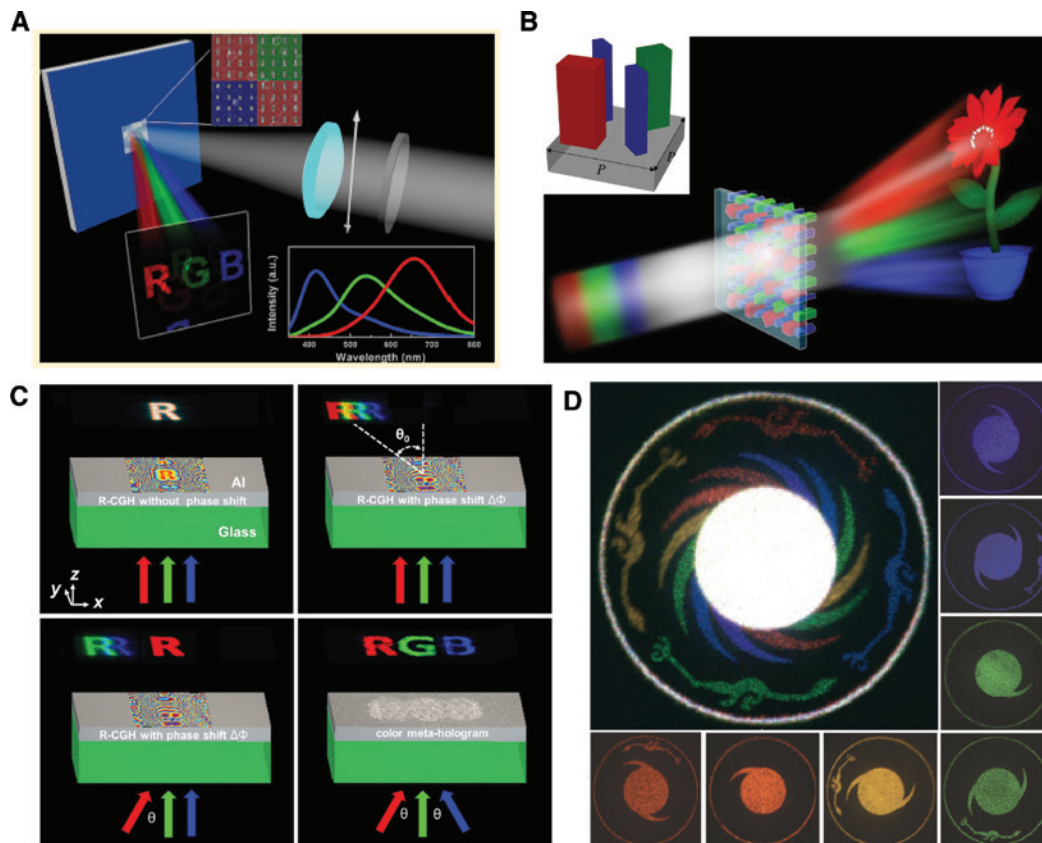 A
R G B
G
G
Intensity (a.u.)
400 500 600 700 800
Wavelength (nm)
B
P
P
C
R
R
Al
R-CGH without phase shift
Glass
z
y
x
RRR
θ₀
R-CGH with phase shift ΔΦ
RR R
R-CGH with phase shift ΔΦ
θ
RGB
color meta-hologram
θ θ
D